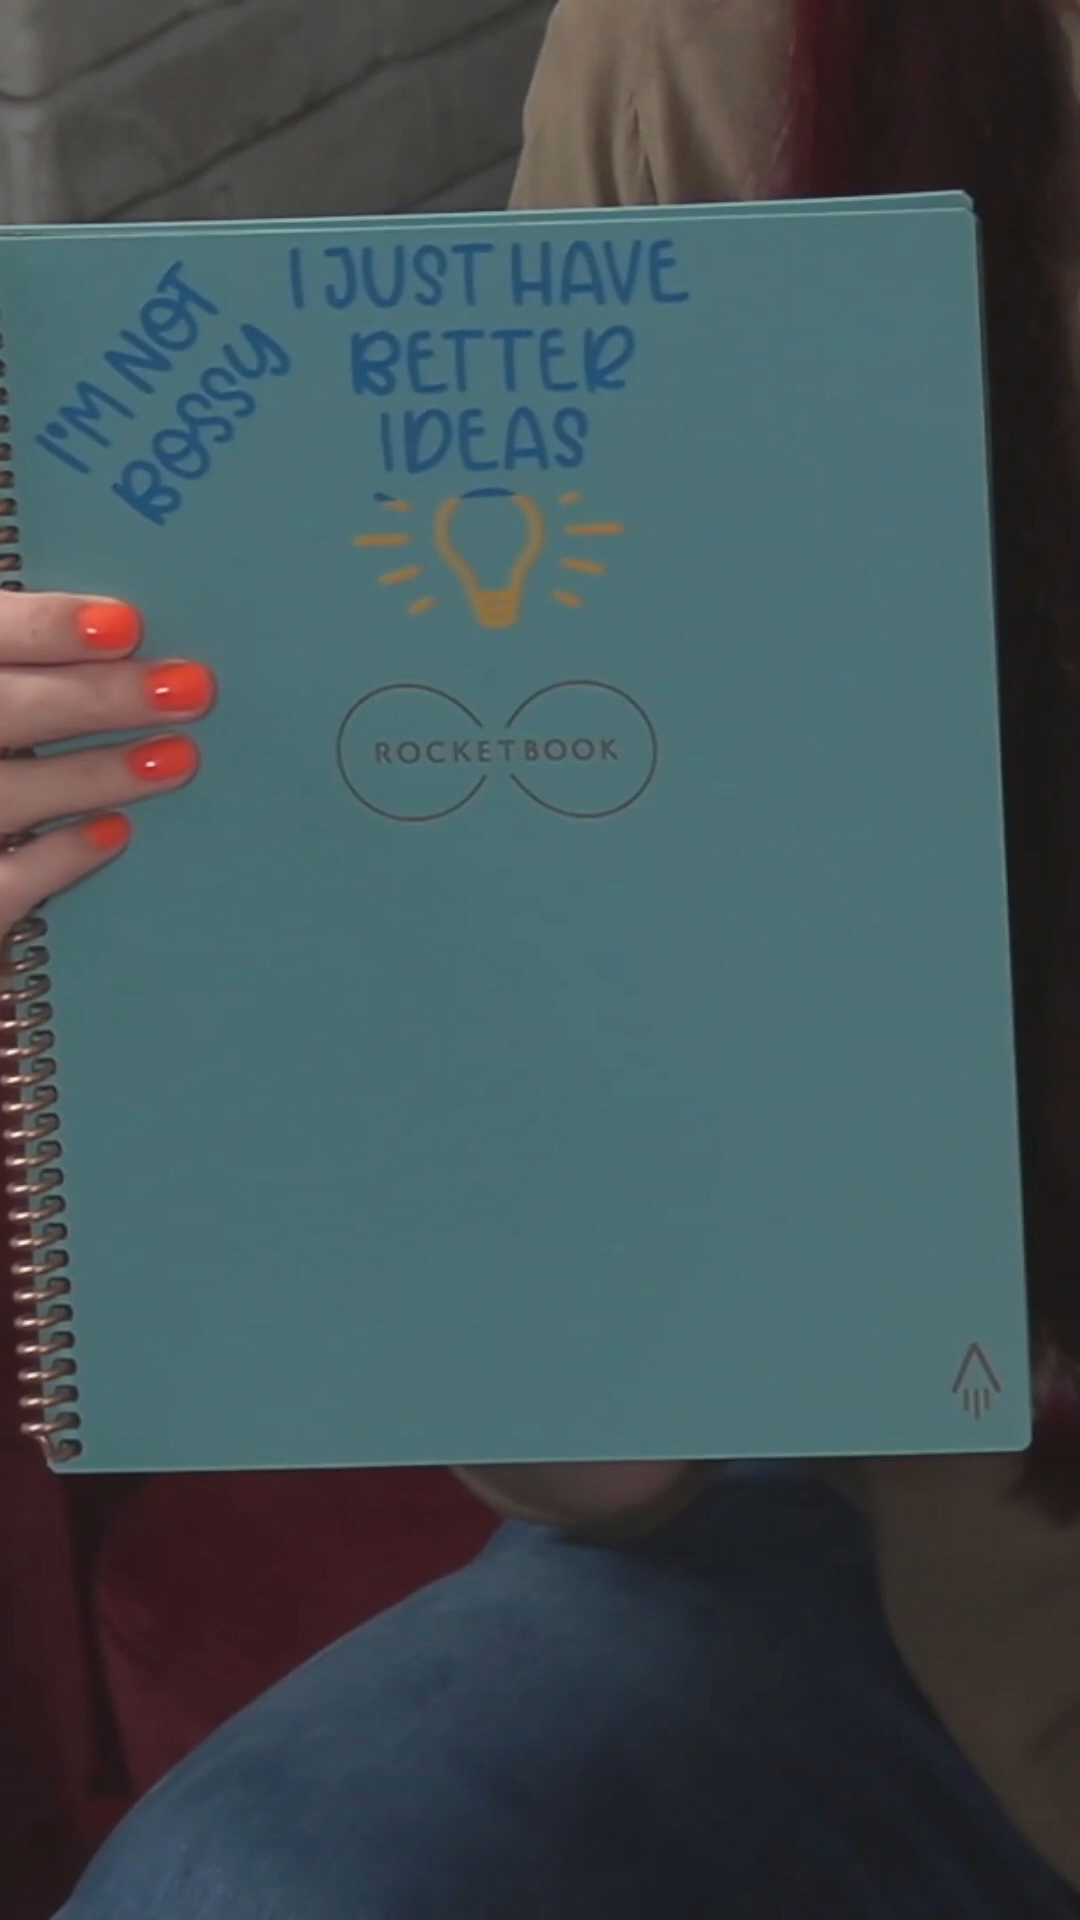 I'M NOT
BOSSY
I JUST HAVE
BETTER
IDEAS
ROCKETBOOK